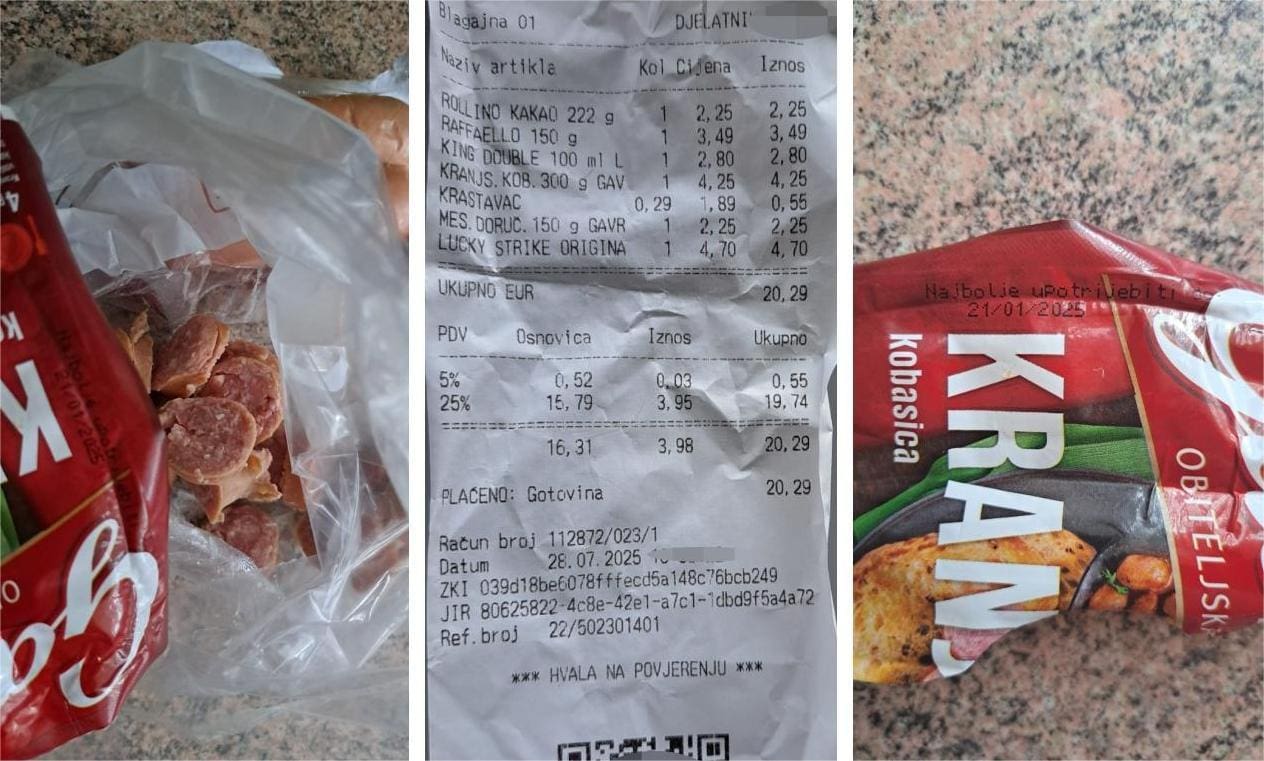 Najbolje
21/01/2025
K
Blagajna 01 DJELATNI
Naziv artikla Kol Cijena Iznos
ROLLINO KAKAO 222 g 1 2,25 2,25
RAFFAELLO 150 g 1 3,49 3,49
KING DOUBLE 100 ml L 1 2,80 2,80
KRANJS.KOB.300 g GAV 1 4,25 4,25
KRASTAVAC 0,29 1,89 0,55
MES.DORUČ.150 g GAVR 1 2,25 2,25
LUCKY STRIKE ORIGINA 1 4,70 4,70
UKUPNO EUR 20,29
PDV Osnovica Iznos Ukupno
5% 0,52 0,03 0,55
25% 15,79 3,95 19,74
16,31 3,98 20,29
PLAĆENO: Gotovina 20,29
Račun broj 112872/023/1
Datum 28.07.2025
ZKI 039d18be6078fffecd5a148c76bcb249
JIR 80625822-4c8e-42e1-a7c1-1dbd9f5a4a72
Ref.broj 22/502301401
*** HVALA NA POVJERENJU ***
Najbolje upotrijebiti
21/01/2025
kobasica
KRANJ
OBITELJSK